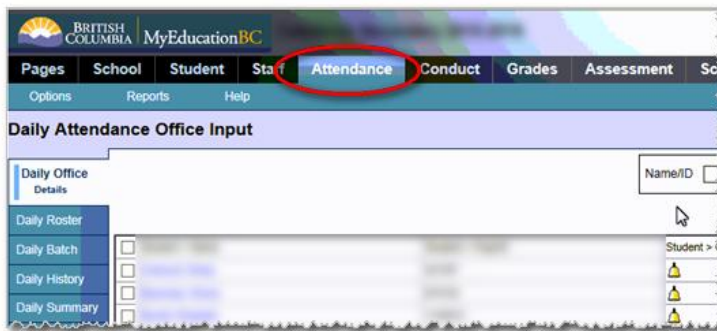 BRITISH
COLUMBIA MyEducationBC
Pages School Student Staff Attendance Conduct Grades Assessment Sc
Options Reports Help
Daily Attendance Office Input
Daily Office
Details
Name/ID
Daily Roster
Daily Batch
Student >
Daily History
Daily Summary